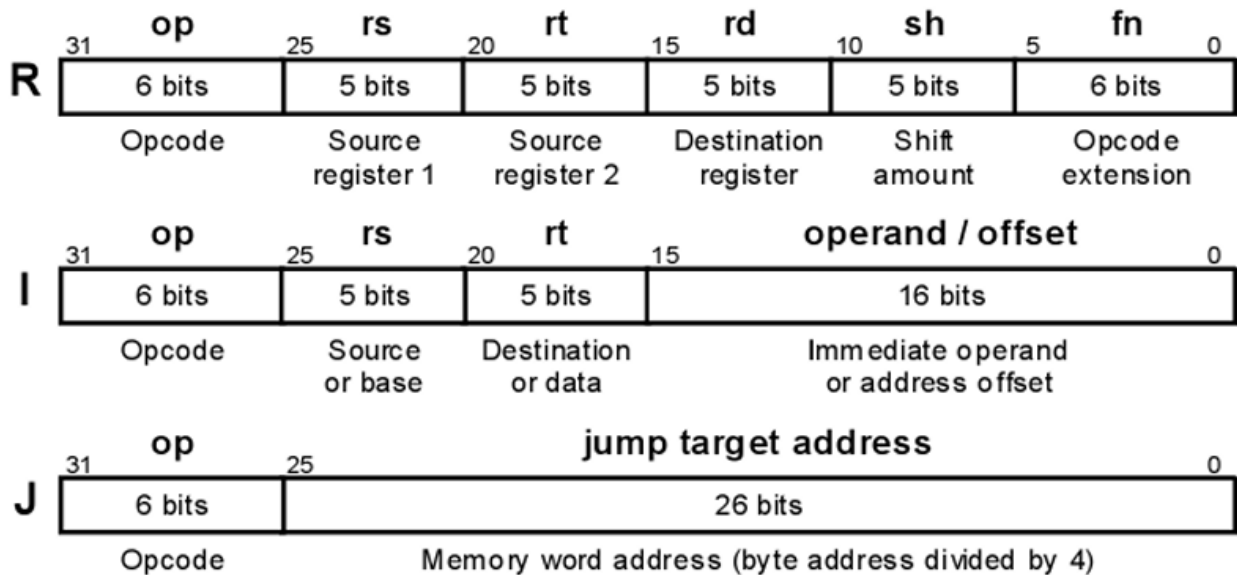 op rs rt rd sh fn
31 25 20 15 10 5 0
R 6 bits 5 bits 5 bits 5 bits 5 bits 6 bits
Opcode Source Source Destination Shift Opcode
register 1 register 2 register amount extension
op rs rt operand / offset
31 25 20 15 0
I 6 bits 5 bits 5 bits 16 bits
Opcode Source Destination Immediate operand
or base or data or address offset
op jump target address
31 25 0
J 6 bits 26 bits
Opcode Memory word address (byte address divided by 4)